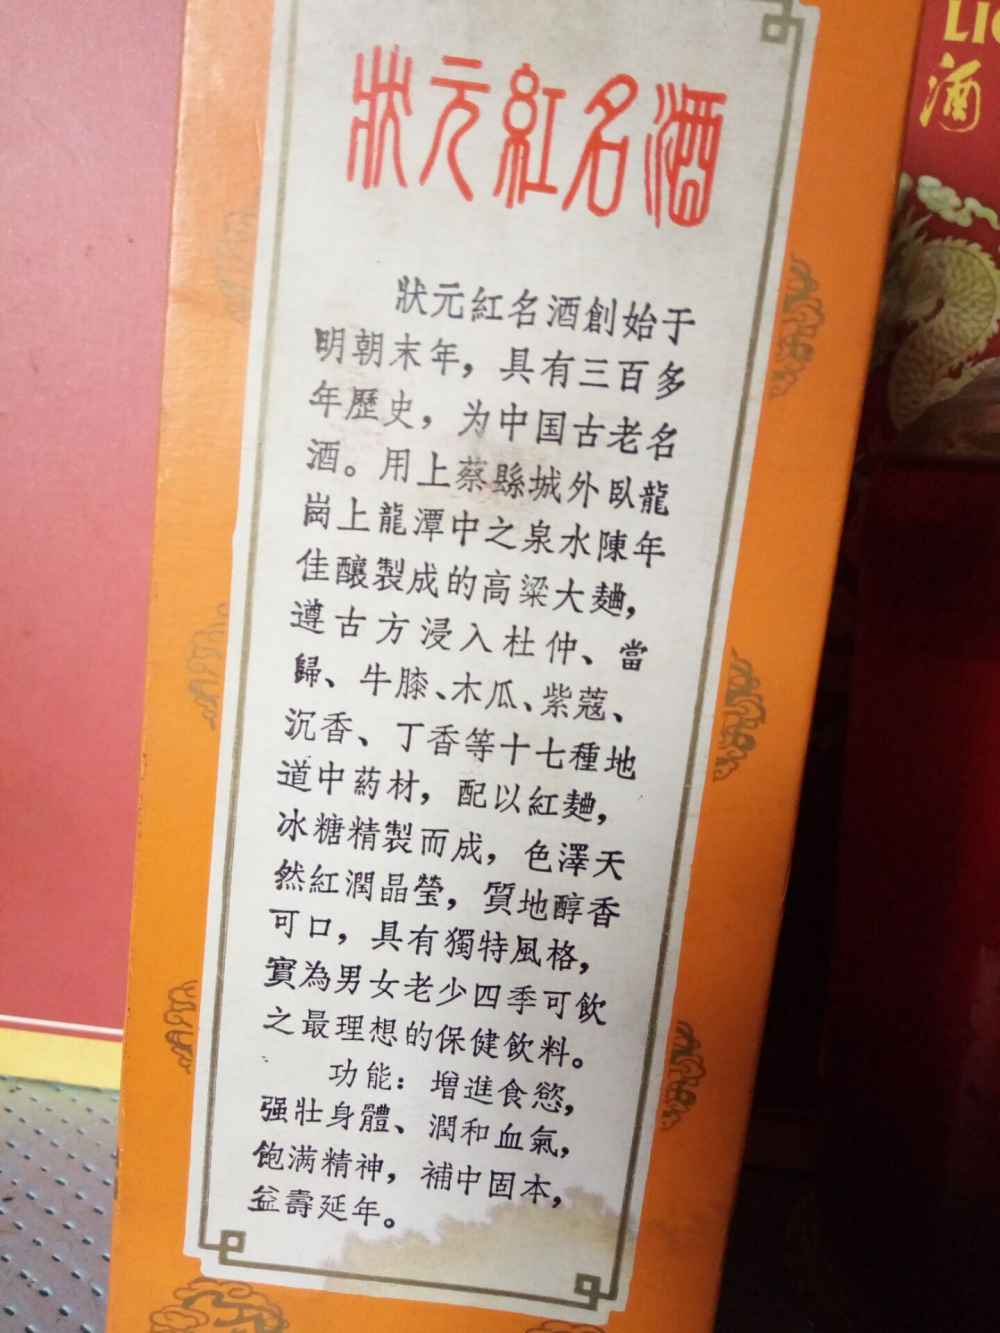 狀元紅名酒
狀元紅名酒創始于
明朝末年，具有三百多
年歷史，为中国古老名
酒。用上蔡縣城外臥龍
崗上龍潭中之泉水陳年
佳釀製成的高梁大麯，
遵古方浸入杜仲、當
歸、牛膝、木瓜、紫蔻、
沉香、丁香等十七種地
道中葯材，配以紅麯，
冰糖精製而成，色澤天
然紅潤晶瑩，質地醇香
可口，具有獨特風格，
實為男女老少四季可飲
之最理想的保健飲料。
功能：增進食慾，
强壯身體、潤和血氣，
飽满精神，補中固本，
益壽延年。
LI
酒